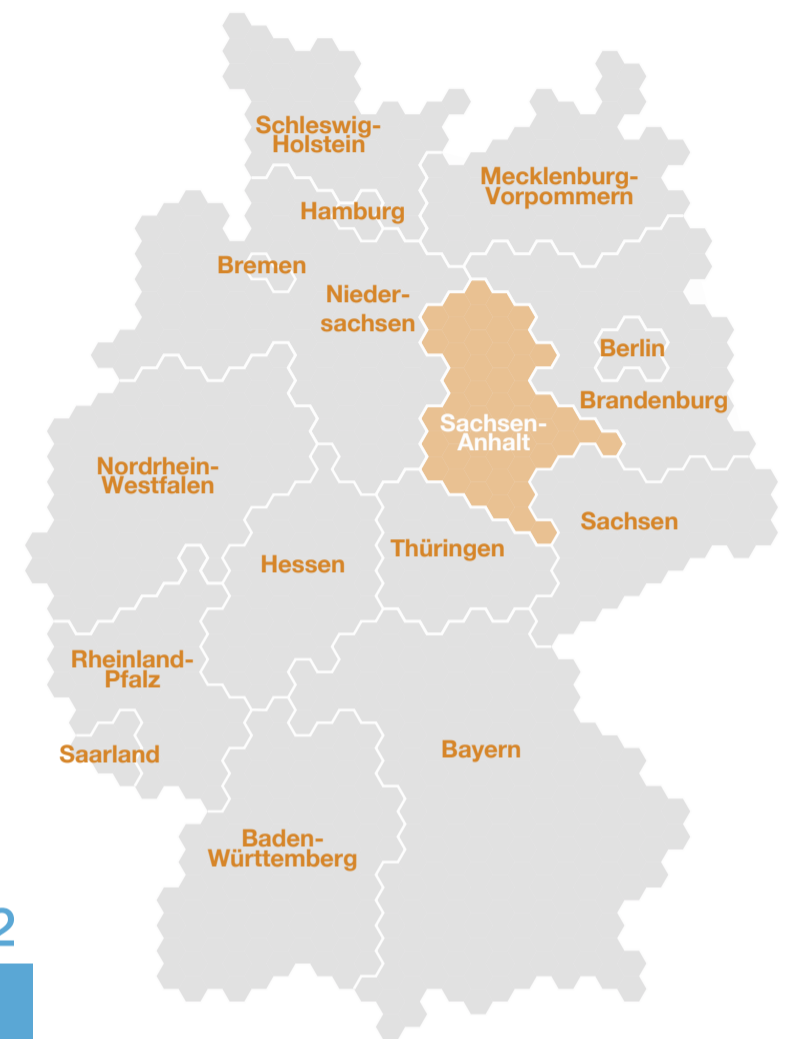 Schleswig-
Holstein
Mecklenburg-
Vorpommern
Hamburg
Bremen
Nieder-
sachsen
Berlin
Brandenburg
Sachsen-
Anhalt
Nordrhein-
Westfalen
Sachsen
Thüringen
Hessen
Rheinland-
Pfalz
Saarland
Bayern
Baden-
Württemberg
2